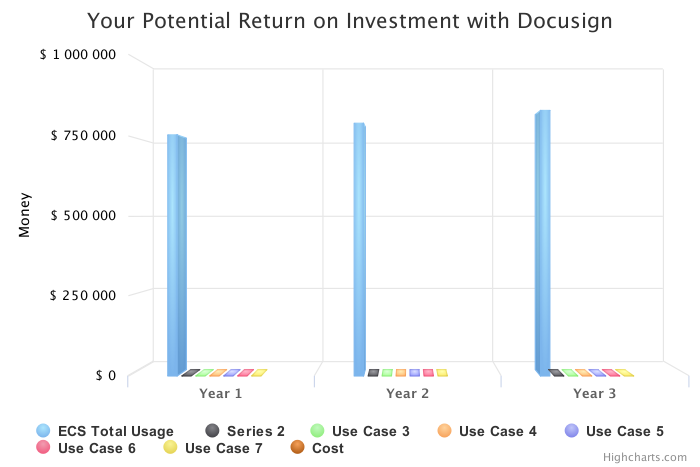 Your Potential Return on Investment with Docusign
$ 1 000 000
$ 750 000
$ 500 000
$ 250 000
$ 0
Money
Year 1 Year 2 Year 3
ECS Total Usage Series 2 Use Case 3 Use Case 4 Use Case 5
Use Case 6 Use Case 7 Cost
Highcharts.com